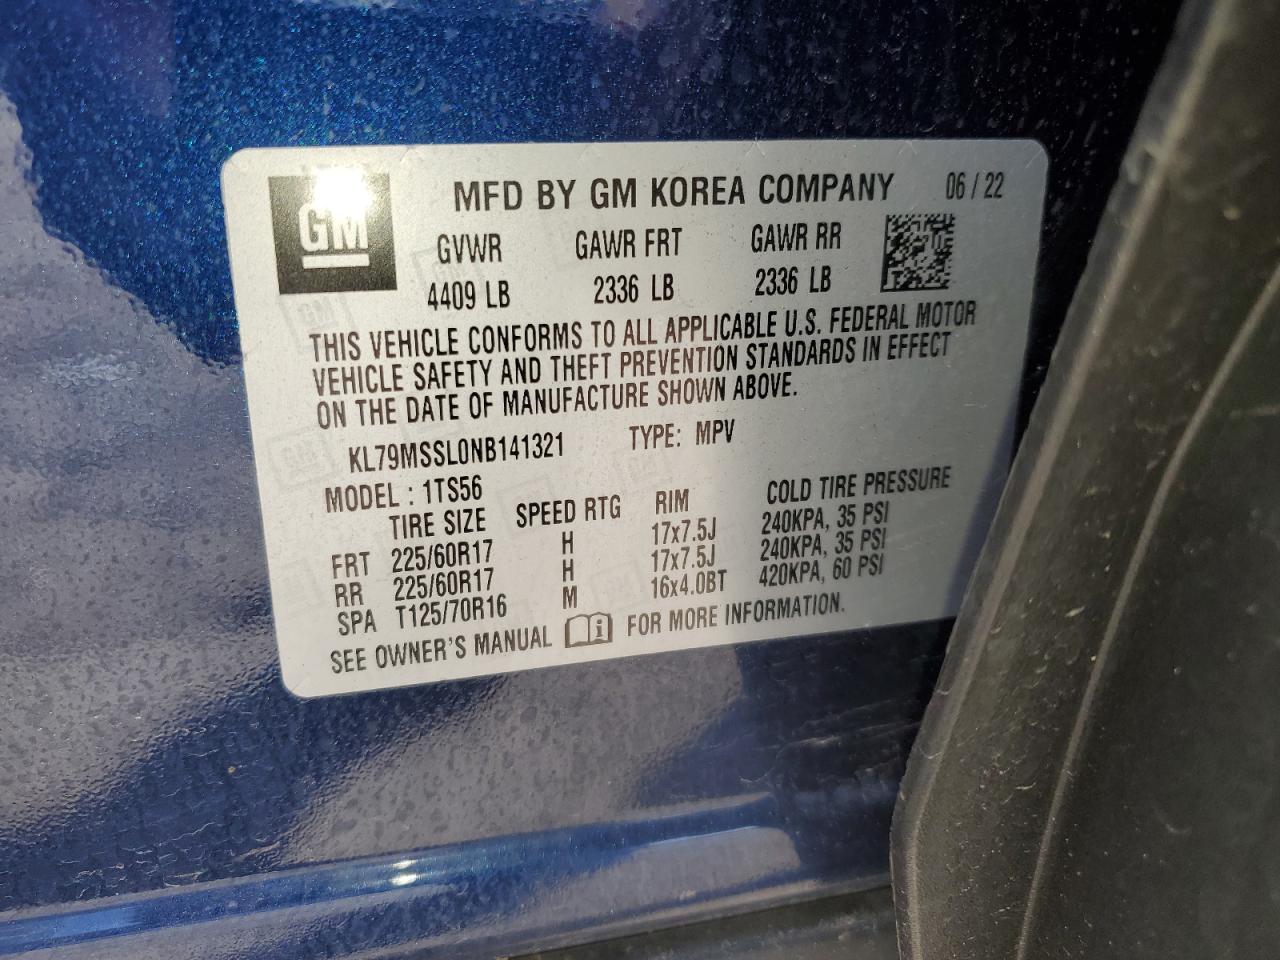 GM
MFD BY GM KOREA COMPANY 06 / 22
GVWR GAWR FRT GAWR RR
4409 LB 2336 LB 2336 LB
THIS VEHICLE CONFORMS TO ALL APPLICABLE U.S. FEDERAL MOTOR
VEHICLE SAFETY AND THEFT PREVENTION STANDARDS IN EFFECT
ON THE DATE OF MANUFACTURE SHOWN ABOVE.
KL79MSSL0NB141321 TYPE: MPV
MODEL : 1TS56
TIRE SIZE SPEED RTG RIM COLD TIRE PRESSURE
FRT 225/60R17 H 17x7.5J 240KPA, 35 PSI
RR 225/60R17 H 17x7.5J 240KPA, 35 PSI
SPA T125/70R16 M 16x4.0BT 420KPA, 60 PSI
SEE OWNER'S MANUAL i FOR MORE INFORMATION.